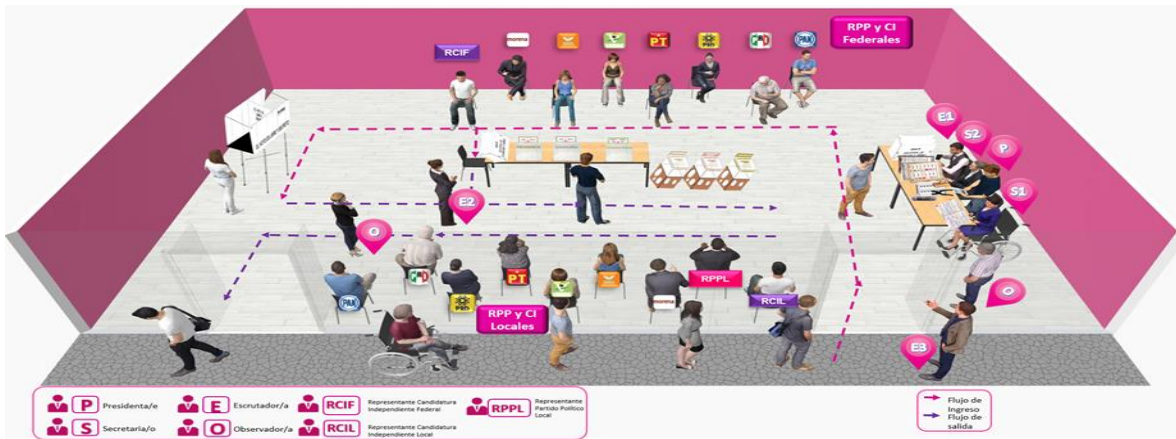 RPP y CI
Federales
RCIF
morena
PT
PRD
PRI
PAN
E1
S2
P
S1
E2
O
O
E3
PAN
PRI
PRD
PT
morena
RPPL
RCIL
RPP y CI
Locales
P Presidenta/e
E Escrutador/a
RCIF Representante Candidatura
Independiente Federal
RPPL Representante
Partido Político
Local
S Secretaria/o
O Observador/a
RCIL Representante Candidatura
Independiente Local
Flujo de
Ingreso
Flujo de
salida